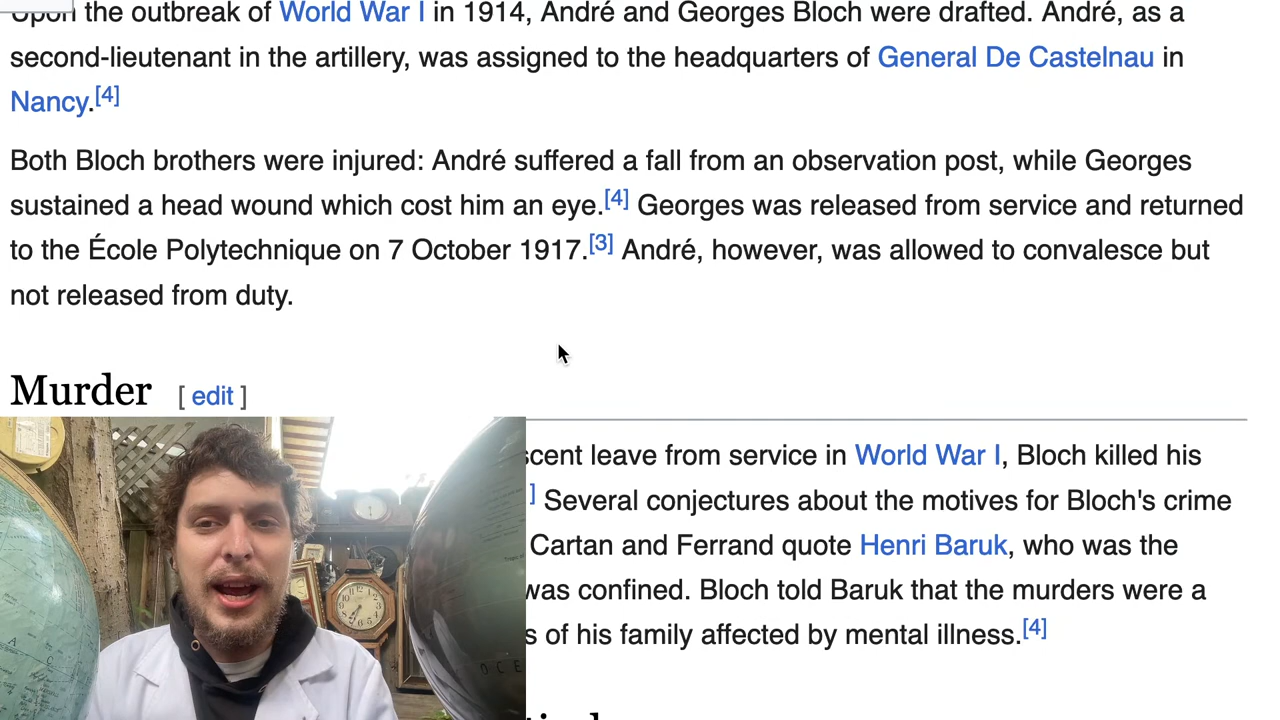 Upon the outbreak of World War I in 1914, André and Georges Bloch were drafted. André, as a
second-lieutenant in the artillery, was assigned to the headquarters of General De Castelnau in
Nancy.[4]
Both Bloch brothers were injured: André suffered a fall from an observation post, while Georges
sustained a head wound which cost him an eye.[4] Georges was released from service and returned
to the École Polytechnique on 7 October 1917.[3] André, however, was allowed to convalesce but
not released from duty.
Murder [ edit ]
scent leave from service in World War I, Bloch killed his
] Several conjectures about the motives for Bloch's crime
Cartan and Ferrand quote Henri Baruk, who was the
was confined. Bloch told Baruk that the murders were a
s of his family affected by mental illness.[4]